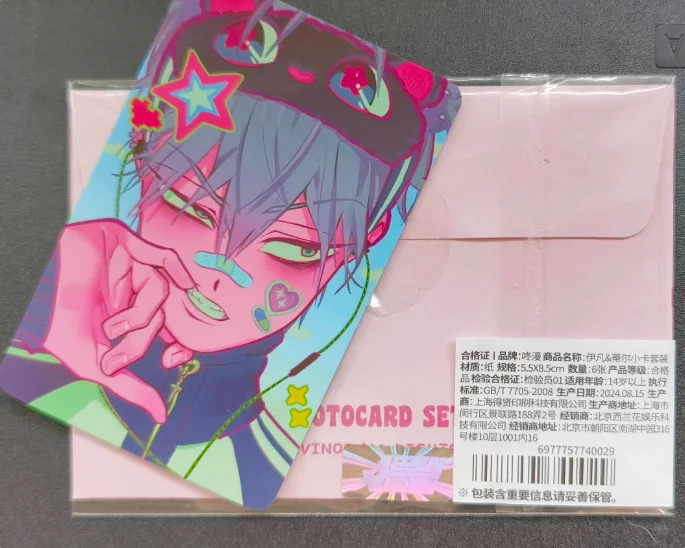 OTOCARD SET
合格证 | 品牌:咚漫 商品名称:伊凡&蒂尔小卡套装
材质:纸 规格:5.5X8.5cm 数量:6张 产品等级:合格
品 检验合格证:检验员01 适用年龄:14岁以上 执行
标准:GB/T 7705-2008 生产日期:2024.08.15 生产
商:上海得赟印刷科技有限公司 生产商地址:上海市
闵行区景联路188弄2号 经销商:北京西兰花娱乐科
技有限公司 经销商地址:北京市朝阳区南湖中园316
号楼10层1001内16
6977757740029
※ 包装含重要信息请妥善保管。